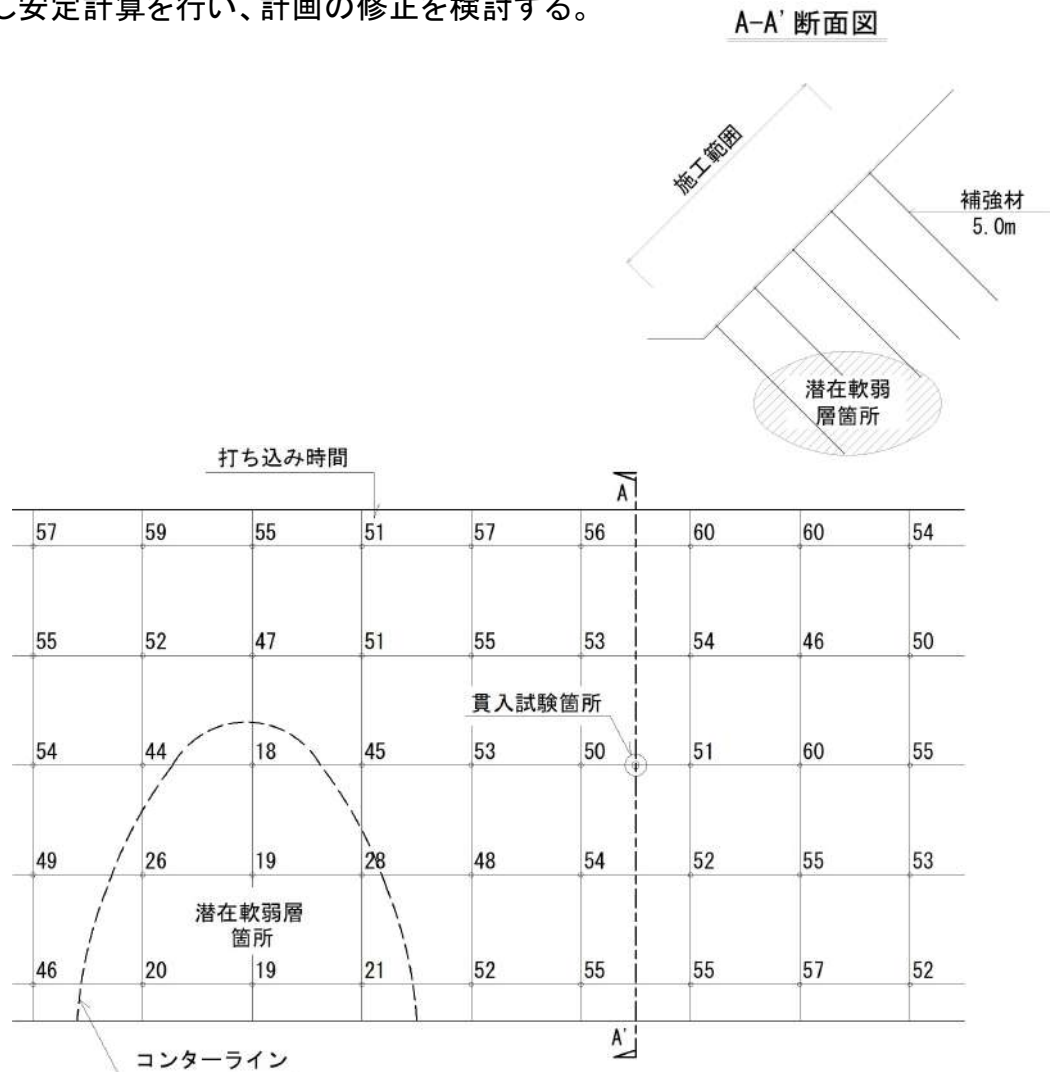 し安定計算を行い、計画の修正を検討する。
A-A' 断面図
施工範囲
補強材
5.0m
潜在軟弱
層箇所
打ち込み時間
A
57 59 55 51 57 56 60 60 54
55 52 47 51 55 53 54 46 50
貫入試験箇所
54 44 18 45 53 50 51 60 55
49 26 19 28 48 54 52 55 53
潜在軟弱層
箇所
46 20 19 21 52 55 55 57 52
A'
コンターライン